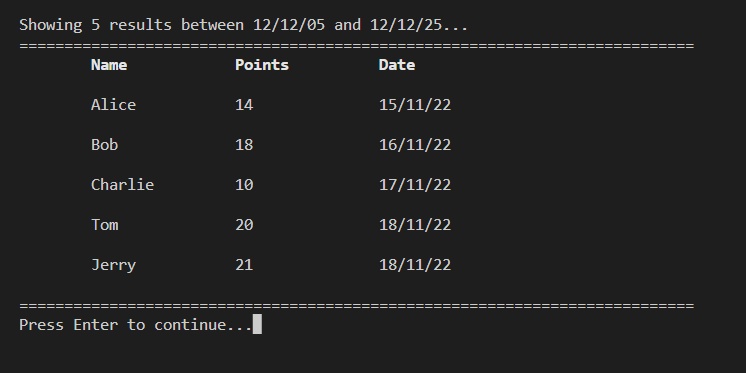 Showing 5 results between 12/12/05 and 12/12/25...
===========================================================================
Name Points Date
Alice 14 15/11/22
Bob 18 16/11/22
Charlie 10 17/11/22
Tom 20 18/11/22
Jerry 21 18/11/22
===========================================================================
Press Enter to continue...